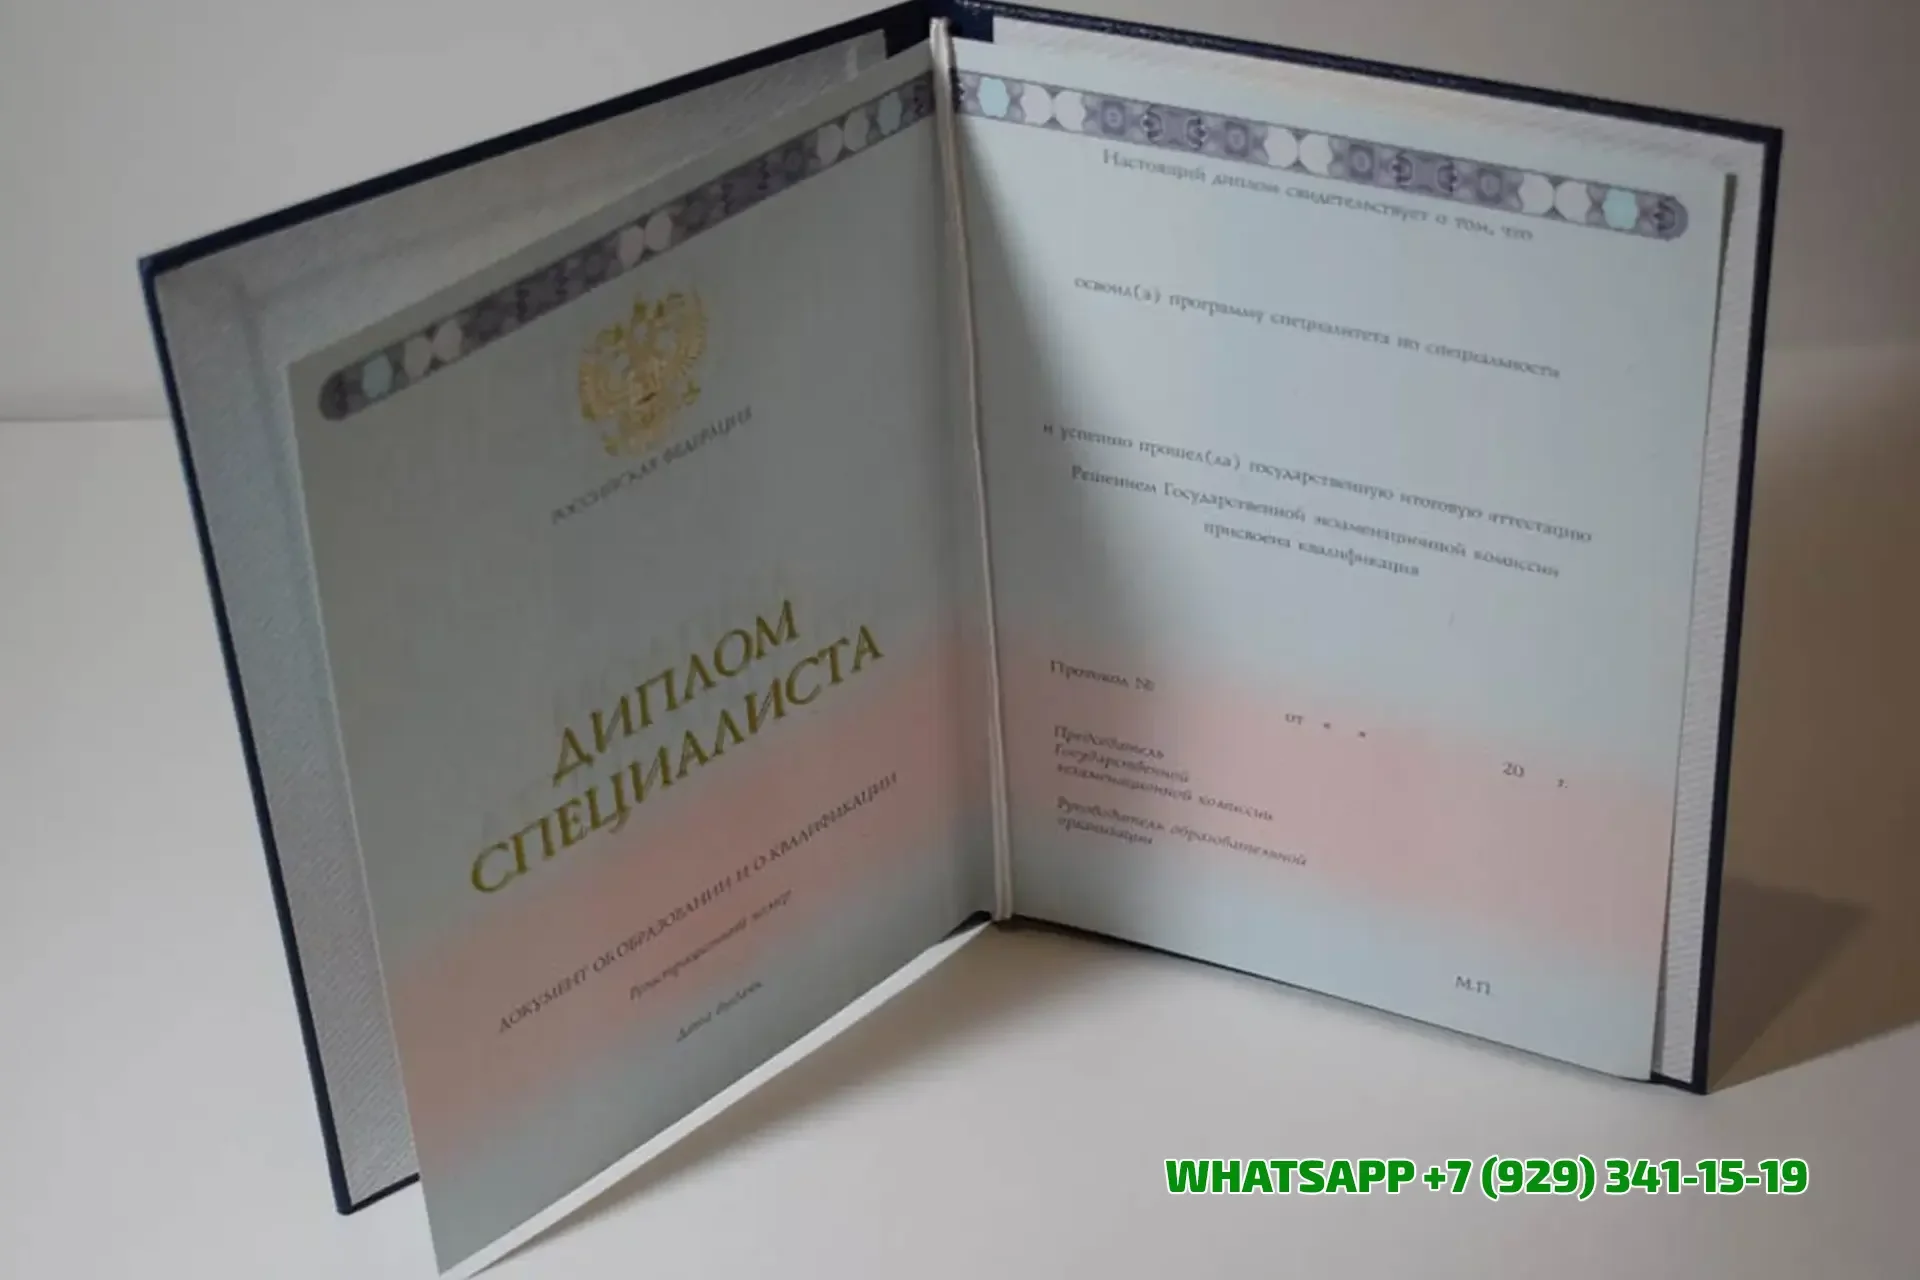 РОССИЙСКАЯ ФЕДЕРАЦИЯ
ДИПЛОМ
СПЕЦИАЛИСТА
ДОКУМЕНТ ОБ ОБРАЗОВАНИИ И О КВАЛИФИКАЦИИ
Регистрационный номер
Дата выдачи
Настоящий диплом свидетельствует о том, что
освоил(а) программу специалитета по специальности
и успешно прошел(ла) государственную итоговую аттестацию
Решением Государственной экзаменационной комиссии
присвоена квалификация
Протокол №
от « » 20 г.
Председатель
Государственной
экзаменационной комиссии
Руководитель образовательной
организации
М.П.
WHATSAPP +7 (929) 341-15-19